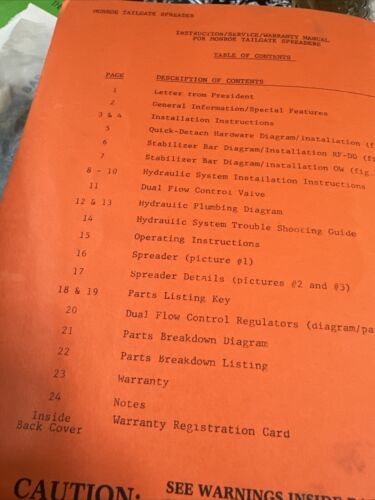 MONROE TAILGATE SPREADER
INSTRUCTION/SERVICE/WARRANTY MANUAL
FOR MONROE TAILGATE SPREADERS
TABLE OF CONTENTS
PAGE DESCRIPTION OF CONTENTS
1 Letter from President
2 General Information/Special Features
3 & 4 Installation Instructions
5 Quick-Detach Hardware Diagram/installation (f
6 Stabilizer Bar Diagram/Installation RF-DD (fi
7 Stabilizer Bar Diagram/installation OW (fig.
8 - 10 Hydraulic System Installation Instructions
11 Dual Flow Control Valve
12 & 13 Hydraulic Plumbing Diagram
14 Hydraulic System Trouble Shooting Guide
15 Operating Instructions
16 Spreader (picture #1)
17 Spreader Details (pictures #2 and #3)
18 & 19 Parts Listing Key
20 Dual Flow Control Regulators (diagram/pa
21 Parts Breakdown Diagram
22 Parts Breakdown Listing
23 Warranty
24 Notes
Inside Warranty Registration Card
Back Cover
CAUTION: SEE WARNINGS INSIDE